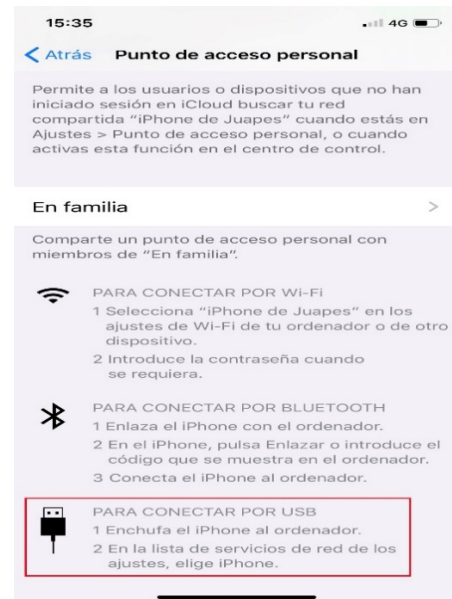 15:35
4G
Atrás Punto de acceso personal
Permite a los usuarios o dispositivos que no han
iniciado sesión en iCloud buscar tu red
compartida “iPhone de Juapes” cuando estás en
Ajustes > Punto de acceso personal, o cuando
activas esta función en el centro de control.
En familia
Comparte un punto de acceso personal con
miembros de “En familia”.
PARA CONECTAR POR Wi-Fi
1 Selecciona “iPhone de Juapes” en los
ajustes de Wi-Fi de tu ordenador o de otro
dispositivo.
2 Introduce la contraseña cuando
se requiera.
PARA CONECTAR POR BLUETOOTH
1 Enlaza el iPhone con el ordenador.
2 En el iPhone, pulsa Enlazar o introduce el
código que se muestra en el ordenador.
3 Conecta el iPhone al ordenador.
PARA CONECTAR POR USB
1 Enchufa el iPhone al ordenador.
2 En la lista de servicios de red de los
ajustes, elige iPhone.